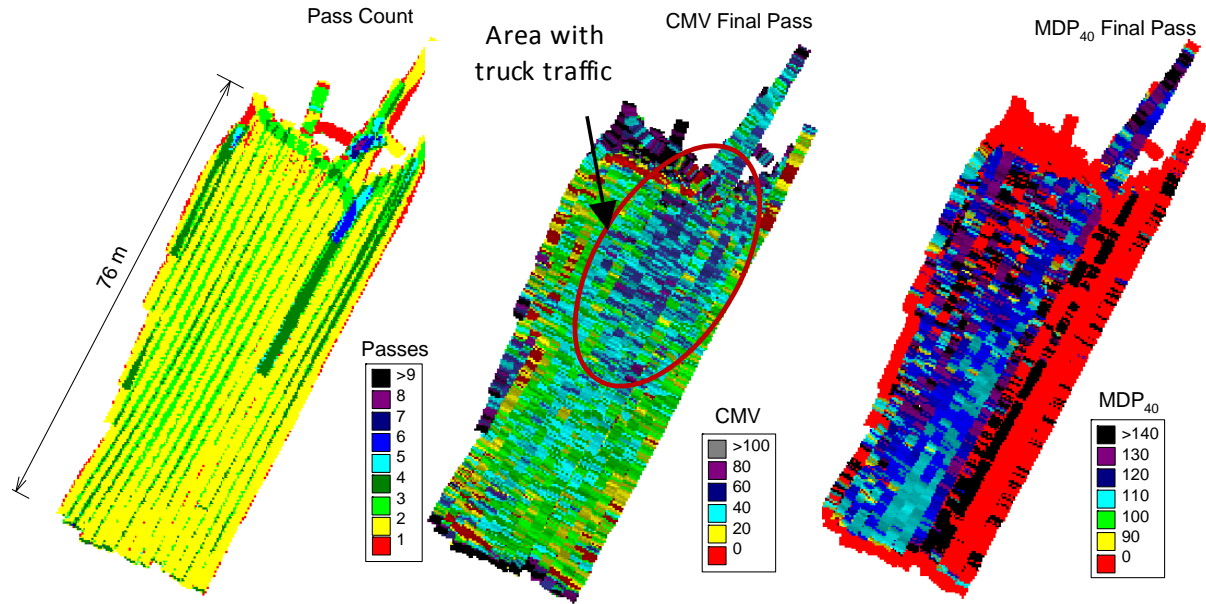 Pass Count
Area with
truck traffic
CMV Final Pass
MDP₄₀ Final Pass
76 m
Passes
>9
8
7
6
5
4
3
2
1
CMV
>100
80
60
40
20
0
MDP₄₀
>140
130
120
110
100
90
0